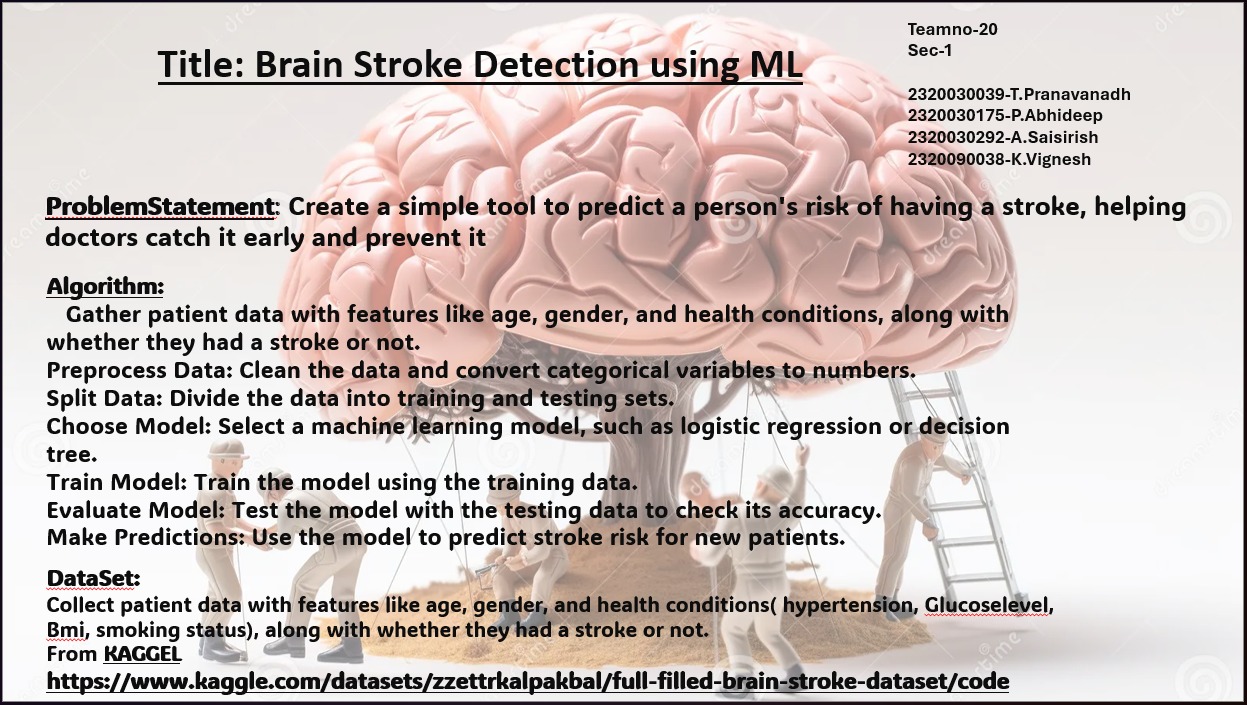 Title: Brain Stroke Detection using ML
Teamno-20
Sec-1
2320030039-T.Pranavanadh
2320030175-P.Abhideep
2320030292-A.Saisirish
2320090038-K.Vignesh
ProblemStatement: Create a simple tool to predict a person's risk of having a stroke, helping
doctors catch it early and prevent it
Algorithm:
Gather patient data with features like age, gender, and health conditions, along with
whether they had a stroke or not.
Preprocess Data: Clean the data and convert categorical variables to numbers.
Split Data: Divide the data into training and testing sets.
Choose Model: Select a machine learning model, such as logistic regression or decision
tree.
Train Model: Train the model using the training data.
Evaluate Model: Test the model with the testing data to check its accuracy.
Make Predictions: Use the model to predict stroke risk for new patients.
DataSet:
Collect patient data with features like age, gender, and health conditions( hypertension, Glucoselevel,
Bmi, smoking status), along with whether they had a stroke or not.
From KAGGEL
https://www.kaggle.com/datasets/zzettrkalpakbal/full-filled-brain-stroke-dataset/code